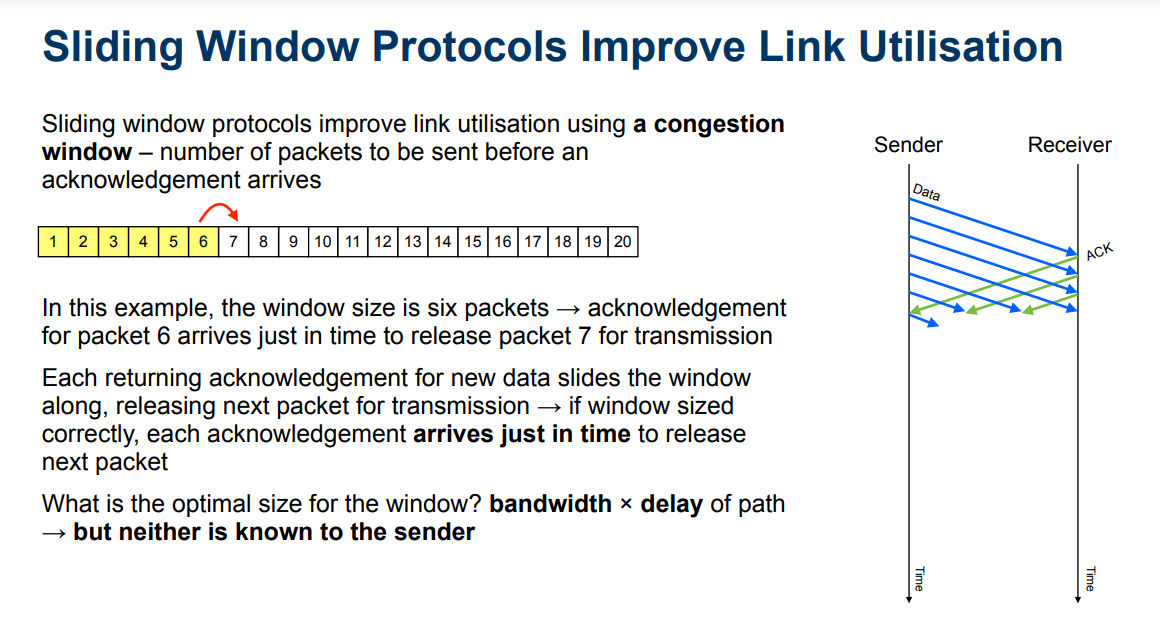 Sliding Window Protocols Improve Link Utilisation
Sliding window protocols improve link utilisation using a congestion
window – number of packets to be sent before an
acknowledgement arrives
1 2 3 4 5 6 7 8 9 10 11 12 13 14 15 16 17 18 19 20
In this example, the window size is six packets → acknowledgement
for packet 6 arrives just in time to release packet 7 for transmission
Each returning acknowledgement for new data slides the window
along, releasing next packet for transmission → if window sized
correctly, each acknowledgement arrives just in time to release
next packet
What is the optimal size for the window? bandwidth × delay of path
→ but neither is known to the sender
Sender Receiver
Data
ACK
Time Time